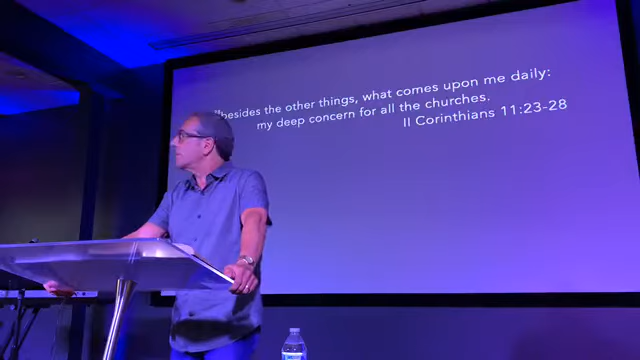 "besides the other things, what comes upon me daily:
my deep concern for all the churches.
II Corinthians 11:23-28